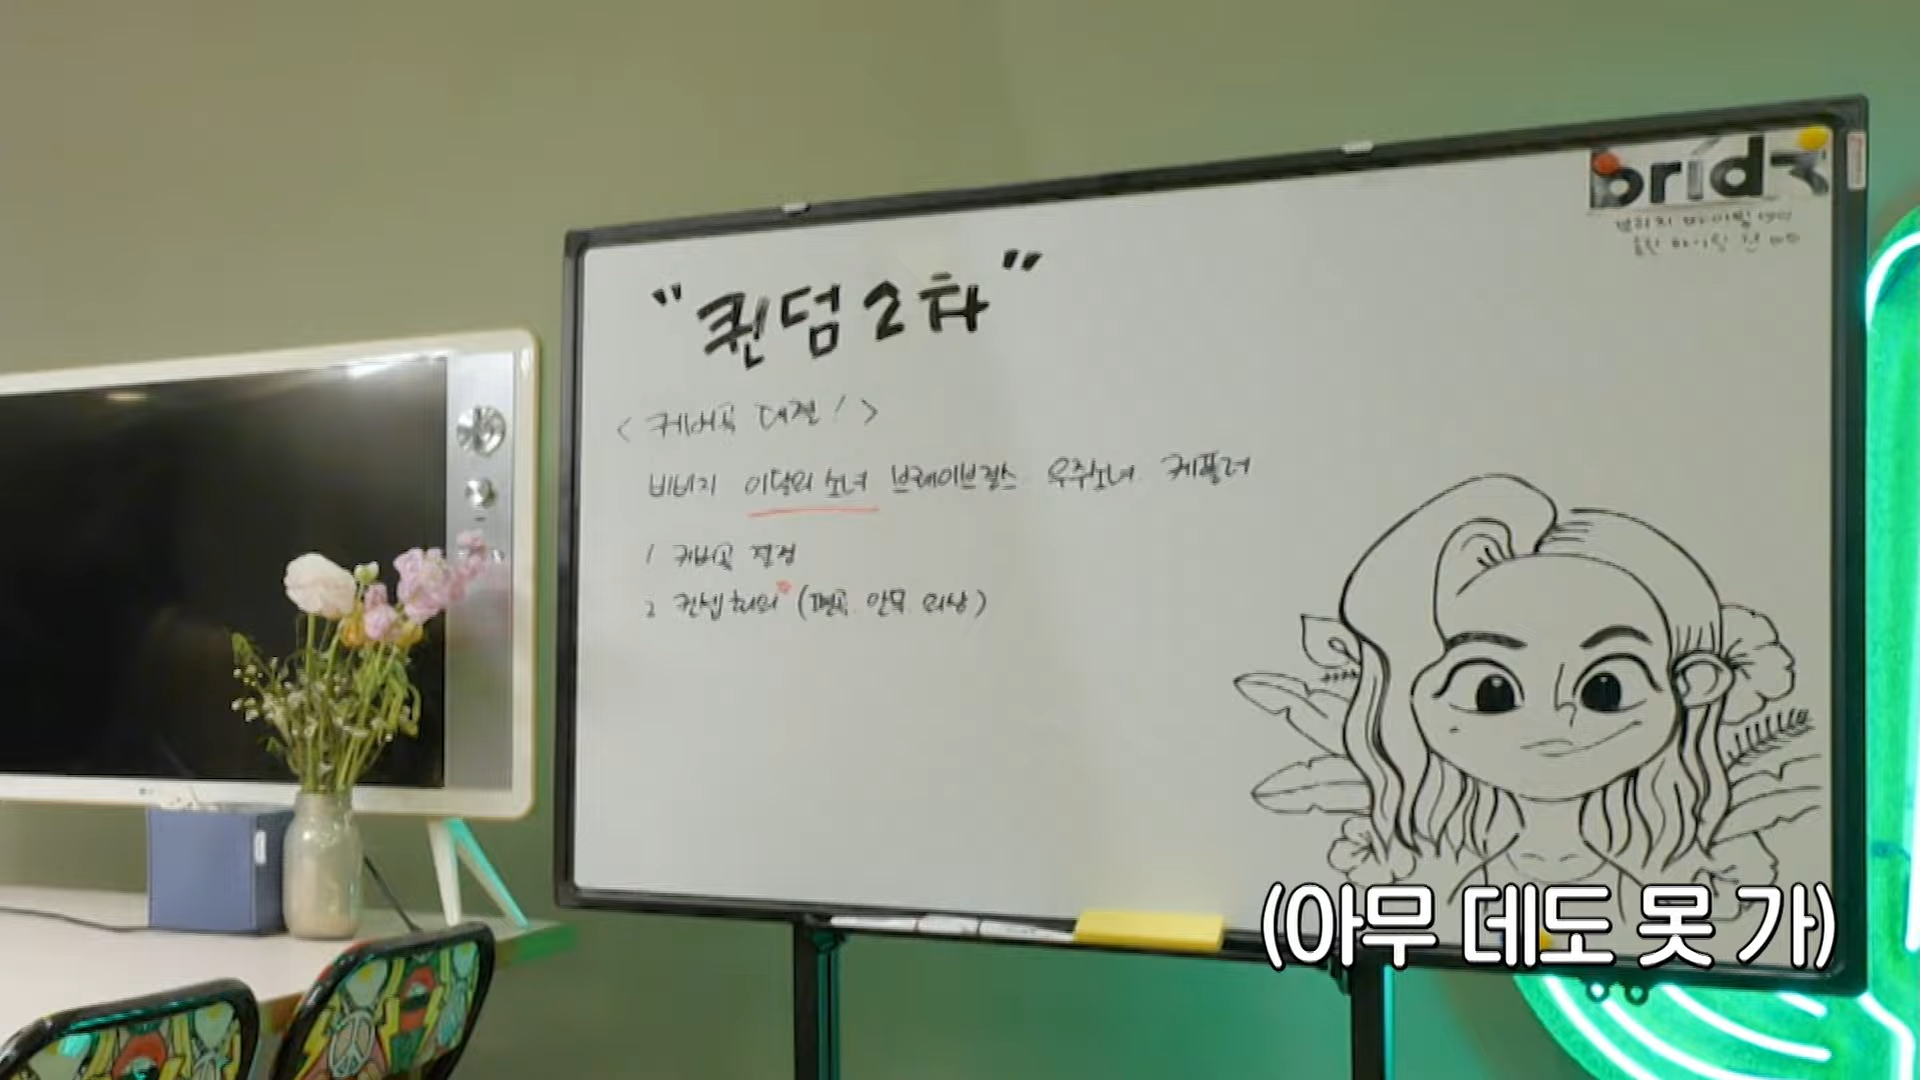 brid
"퀸덤 2차"
< 커버곡 대결! >
비비지 이달의 소녀 브레이브걸스 우주소녀 케플러
1 커버곡 결정
2 컨셉 회의 (편곡. 안무. 의상)
(아무 데도 못 가)